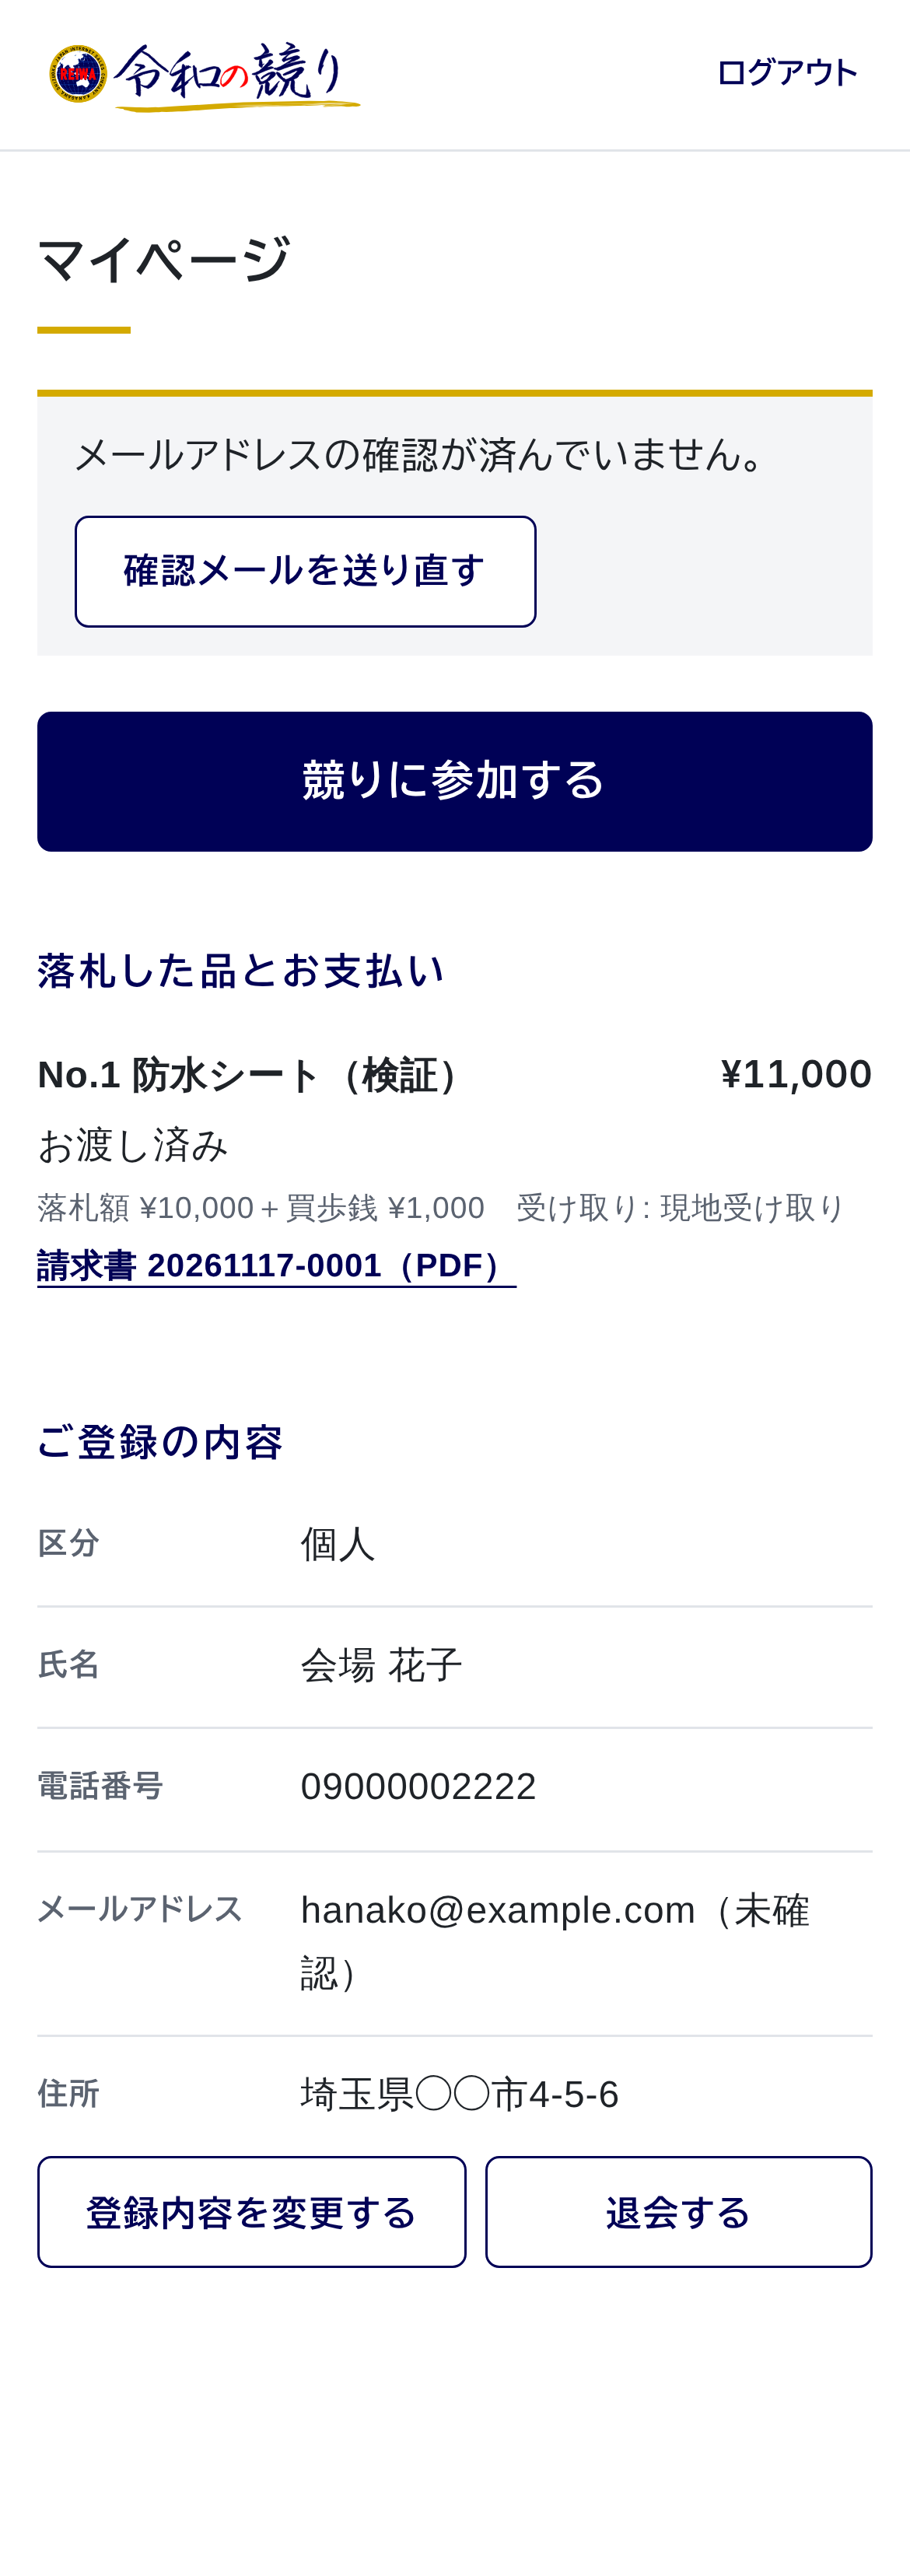 REIWA
令和の競り
ログアウト
マイページ
メールアドレスの確認が済んでいません。
確認メールを送り直す
競りに参加する
落札した品とお支払い
No.1 防水シート（検証）
¥11,000
お渡し済み
落札額 ¥10,000＋買歩銭 ¥1,000　受け取り: 現地受け取り
請求書 20261117-0001（PDF）
ご登録の内容
区分
個人
氏名
会場 花子
電話番号
09000002222
メールアドレス
hanako@example.com（未確
認）
住所
埼玉県◯◯市4-5-6
登録内容を変更する
退会する